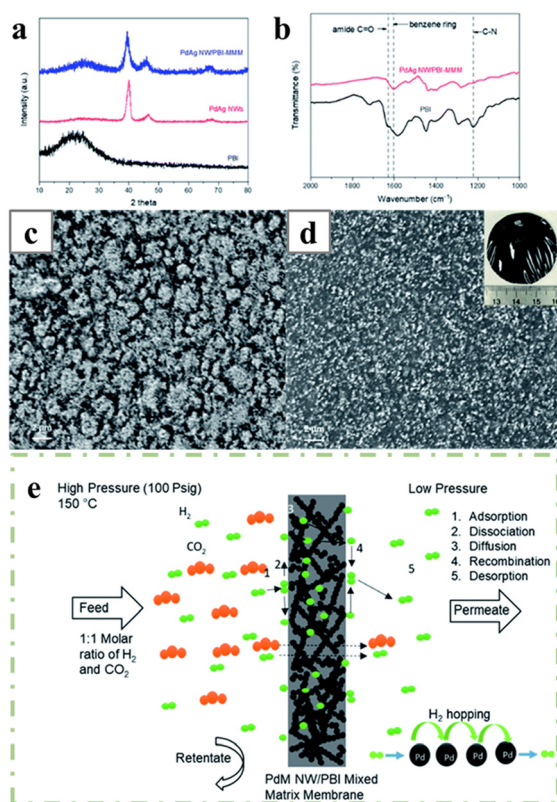 a
PdAg NW/PBI-MMM
PdAg NWs
PBI
Intensity (a.u.)
10 20 30 40 50 60 70 80
2 theta
b
amide C=O
benzene ring
C-N
PdAg NW/PBI-MMM
PBI
Transmittance (%)
2000 1800 1600 1400 1200 1000
Wavenumber (cm⁻¹)
c
d
13 14 15 16
e
High Pressure (100 Psig)
150 °C
H₂
CO₂
Feed
1:1 Molar
ratio of H₂
and CO₂
Retentate
1
2
3
4
5
PdM NW/PBI Mixed
Matrix Membrane
Low Pressure
1. Adsorption
2. Dissociation
3. Diffusion
4. Recombination
5. Desorption
Permeate
H₂ hopping
Pd Pd Pd Pd